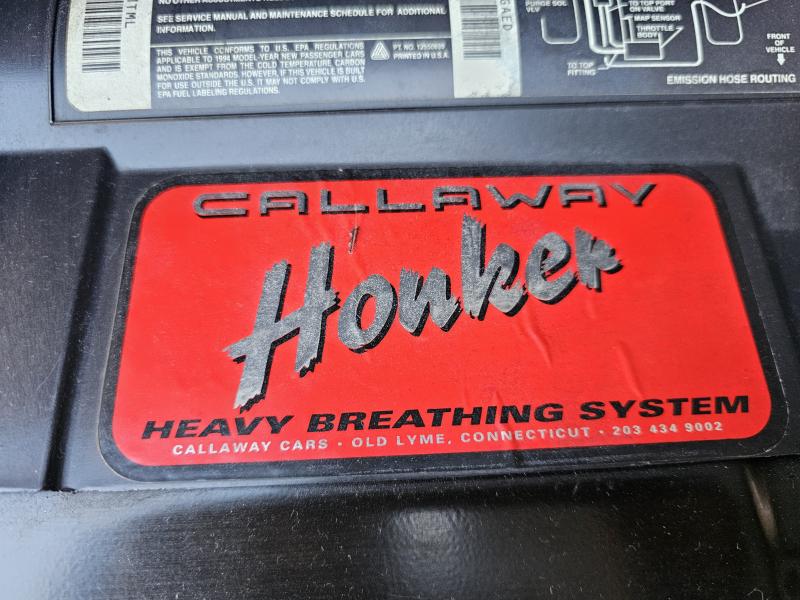 SEE SERVICE MANUAL AND MAINTENANCE SCHEDULE FOR ADDITIONAL
INFORMATION.
THIS VEHICLE CONFORMS TO U.S. EPA REGULATIONS
APPLICABLE TO 1994 MODEL-YEAR NEW PASSENGER CARS
AND IS EXEMPT FROM THE COLD TEMPERATURE CARBON
MONOXIDE STANDARDS. HOWEVER, IF THIS VEHICLE IS BUILT
FOR USE OUTSIDE THE U.S. IT MAY NOT COMPLY WITH U.S.
EPA FUEL LABELING REGULATIONS.
PRINTED IN U.S.A.
PURGE SOL
VLV
TO TOP PORT
ON VALVE
MAP SENSOR
THROTTLE
BODY
TO TOP
FITTING
FRONT
OF
VEHICLE
EMISSION HOSE ROUTING
CALLAWAY
Honker
HEAVY BREATHING SYSTEM
CALLAWAY CARS • OLD LYME, CONNECTICUT • 203 434 9002